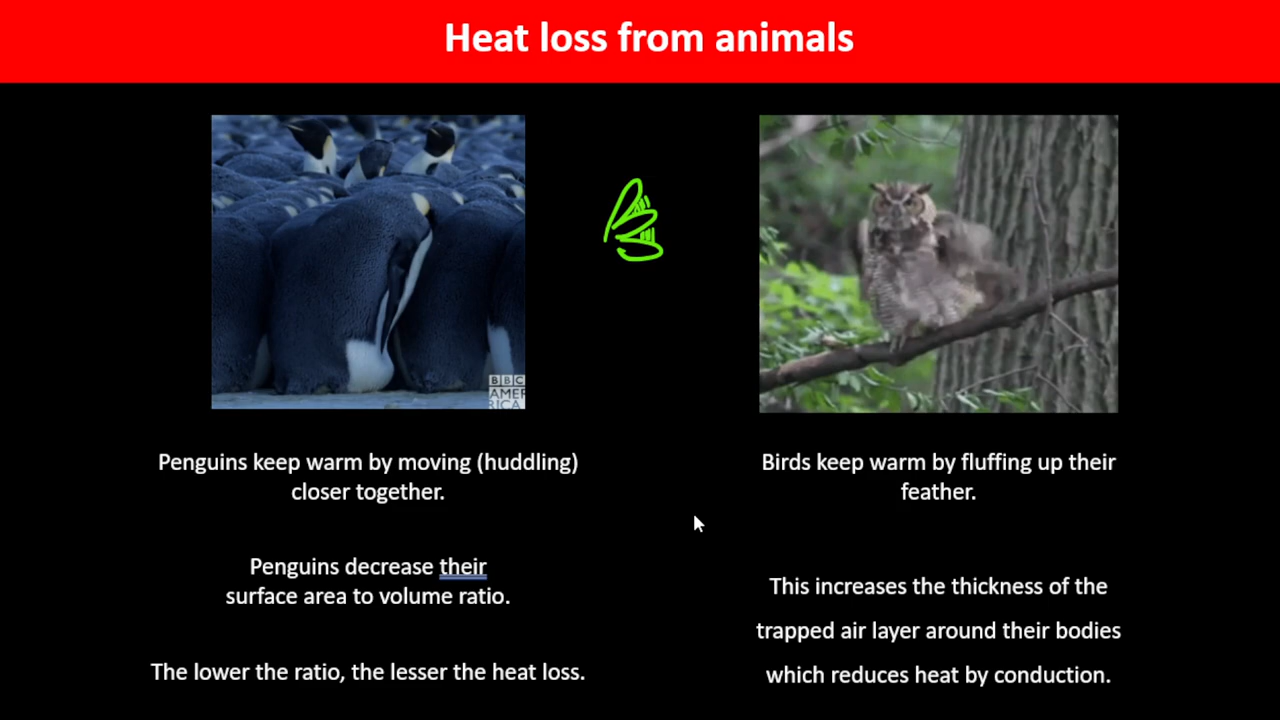 Heat loss from animals
BBC
AMER
RICA
Penguins keep warm by moving (huddling)
closer together.
Penguins decrease their
surface area to volume ratio.
The lower the ratio, the lesser the heat loss.
Birds keep warm by fluffing up their
feather.
This increases the thickness of the
trapped air layer around their bodies
which reduces heat by conduction.